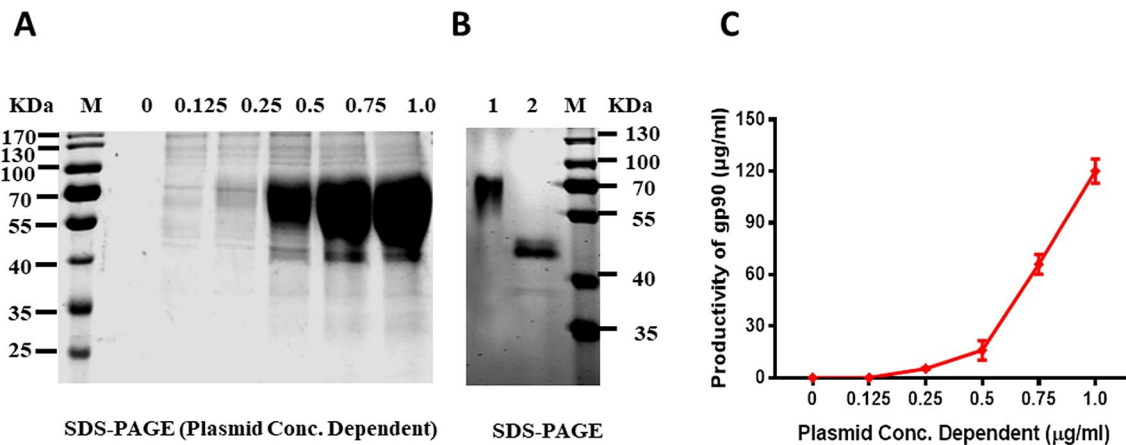 A
KDa M 0 0.125 0.25 0.5 0.75 1.0
170
130
100
70
55
40
35
25
SDS-PAGE (Plasmid Conc. Dependent)
B
1 2 M KDa
130
100
70
55
40
35
SDS-PAGE
C
Productivity of gp90 (μg/ml)
150
120
90
60
30
0
0 0.125 0.25 0.5 0.75 1.0
Plasmid Conc. Dependent (μg/ml)